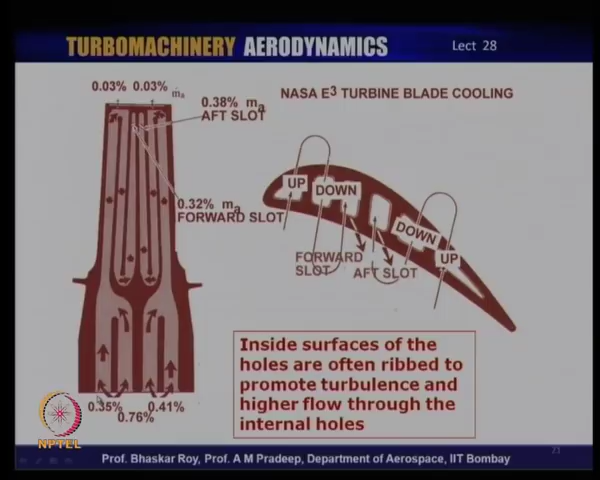 TURBOMACHINERY AERODYNAMICS
Lect 28
0.03% 0.03% ṁa
NASA E³ TURBINE BLADE COOLING
0.38% ma
AFT SLOT
0.32% ma
FORWARD SLOT
UP
DOWN
DOWN
UP
FORWARD
SLOT
AFT SLOT
Inside surfaces of the
holes are often ribbed to
promote turbulence and
higher flow through the
internal holes
0.35%
0.41%
0.76%
NPTEL
Prof. Bhaskar Roy, Prof. A M Pradeep, Department of Aerospace, IIT Bombay